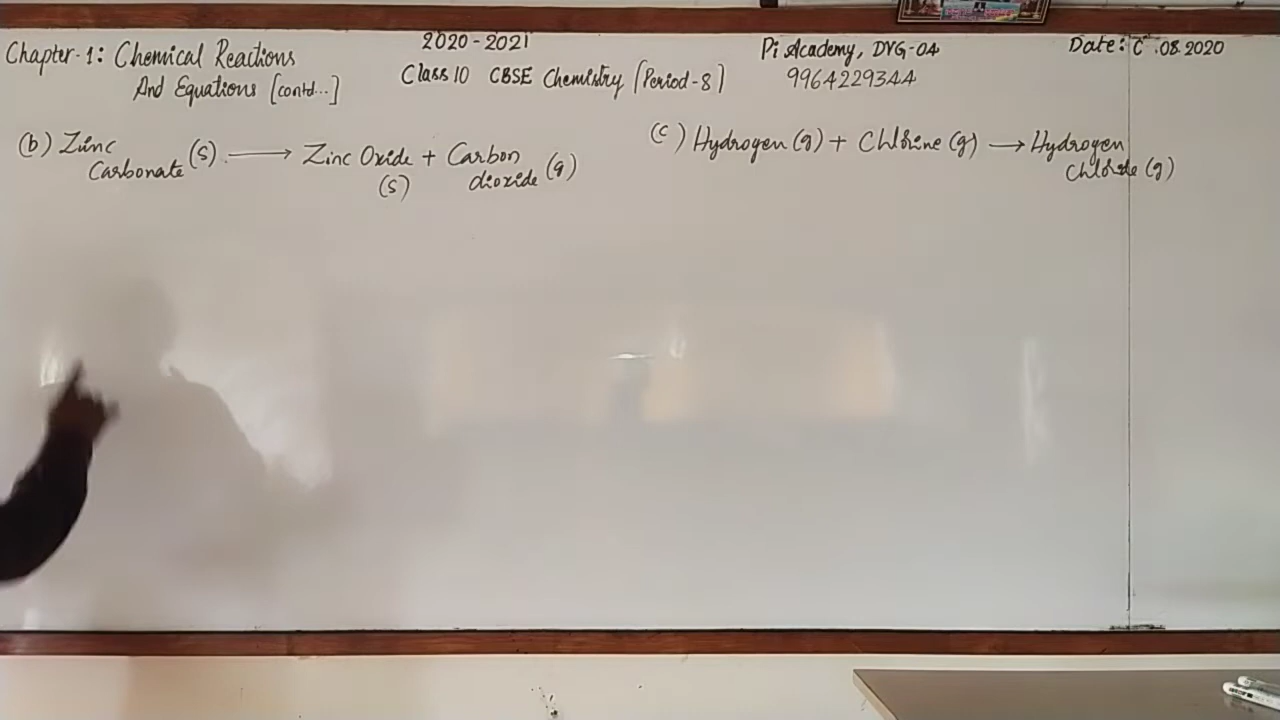 Chapter-1: Chemical Reactions
And Equations [contd...]
2020-2021
Class 10 CBSE Chemistry [Period-8]
Pi Academy, DVG-04
9964229344
Date: .08.2020
(b) Zinc Carbonate (s) ⟶ Zinc Oxide (s) + Carbon dioxide (g)
(c) Hydrogen (g) + Chlorine (g) ⟶ Hydrogen
Chloride (g)